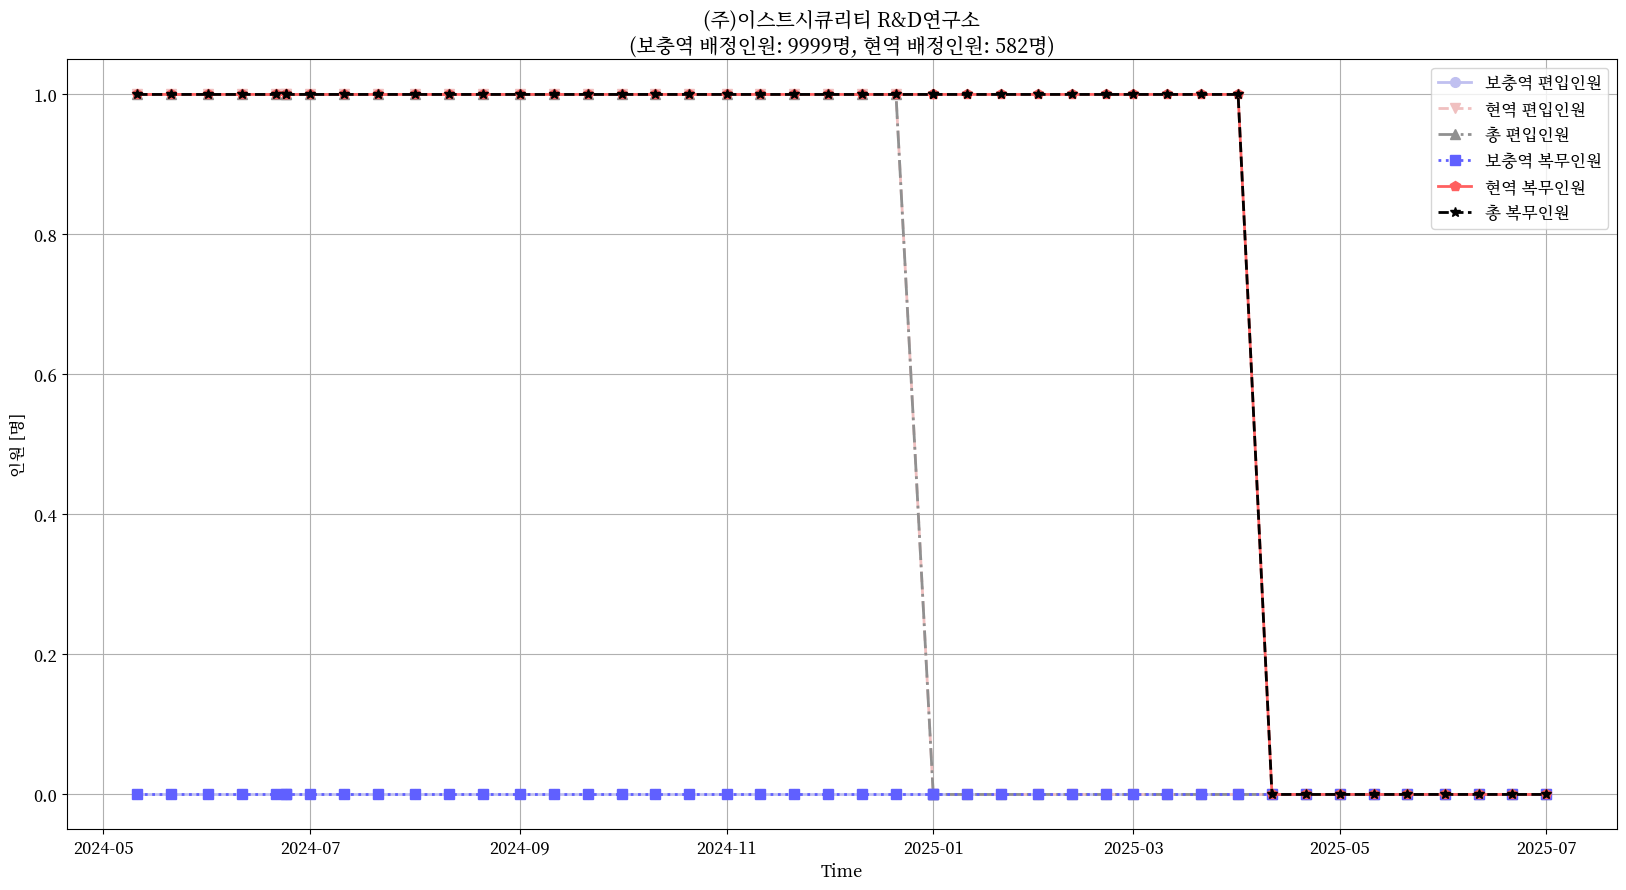 (주)이스트시큐리티 R&D연구소
(보충역 배정인원: 9999명, 현역 배정인원: 582명)
보충역 편입인원
현역 편입인원
총 편입인원
보충역 복무인원
현역 복무인원
총 복무인원
인원 [명]
1.0
0.8
0.6
0.4
0.2
0.0
2024-05
2024-07
2024-09
2024-11
2025-01
2025-03
2025-05
2025-07
Time